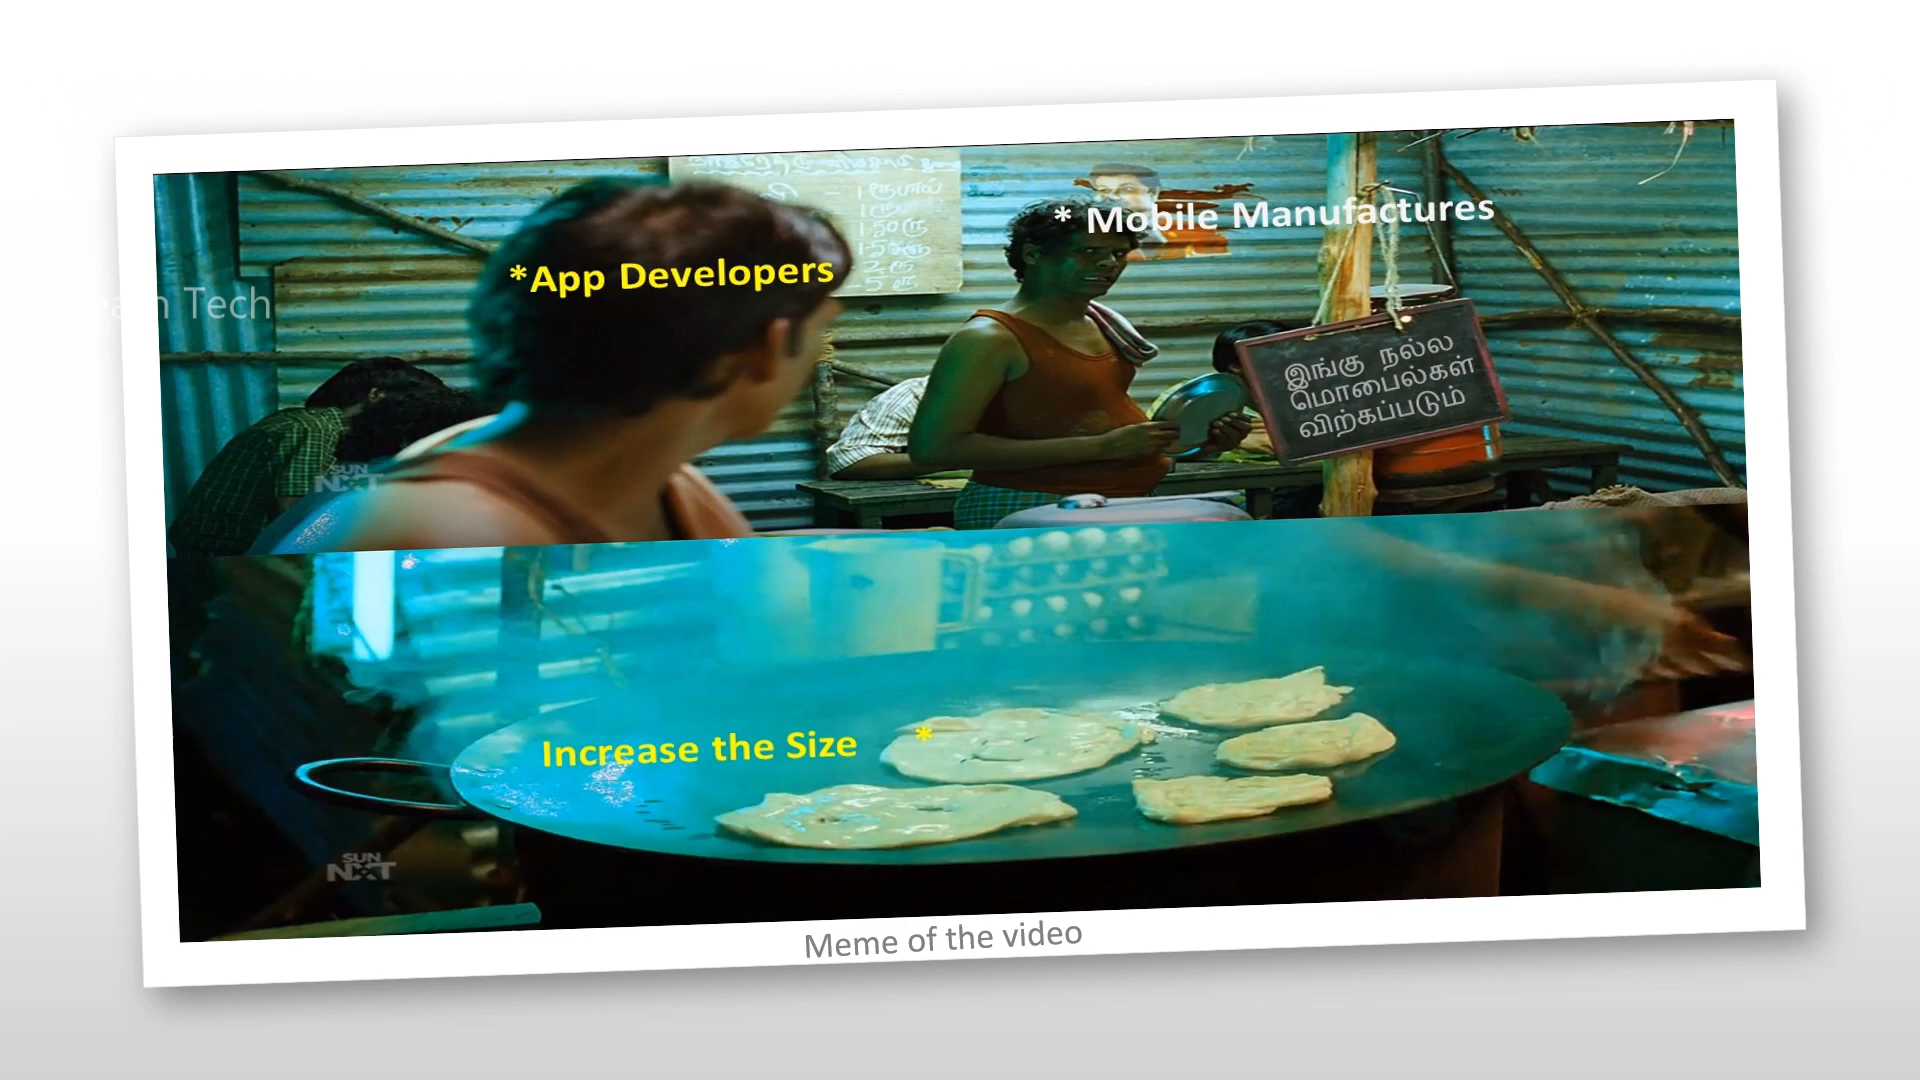 Tech
* Mobile Manufactures
*App Developers
இங்கு நல்ல
மொபைல்கள்
விற்கப்படும்
SUN
NXT
Increase the Size *
SUN
NXT
Meme of the video